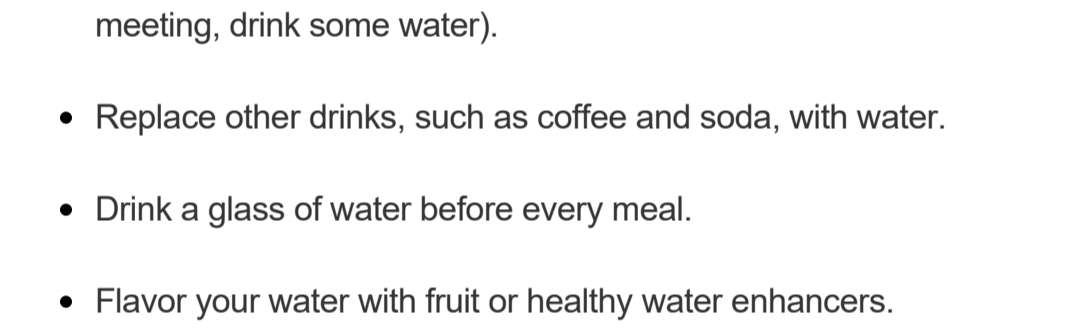 meeting, drink some water).
• Replace other drinks, such as coffee and soda, with water.
• Drink a glass of water before every meal.
• Flavor your water with fruit or healthy water enhancers.